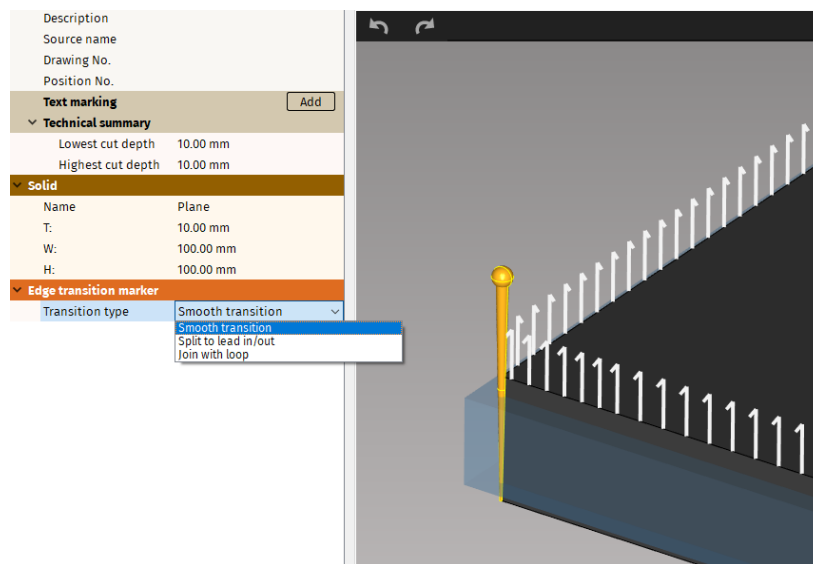 Description
Source name
Drawing No.
Position No.
Text marking Add
Technical summary
Lowest cut depth 10.00 mm
Highest cut depth 10.00 mm
Solid
Name Plane
T: 10.00 mm
W: 100.00 mm
H: 100.00 mm
Edge transition marker
Transition type Smooth transition
Smooth transition
Split to lead in/out
Join with loop